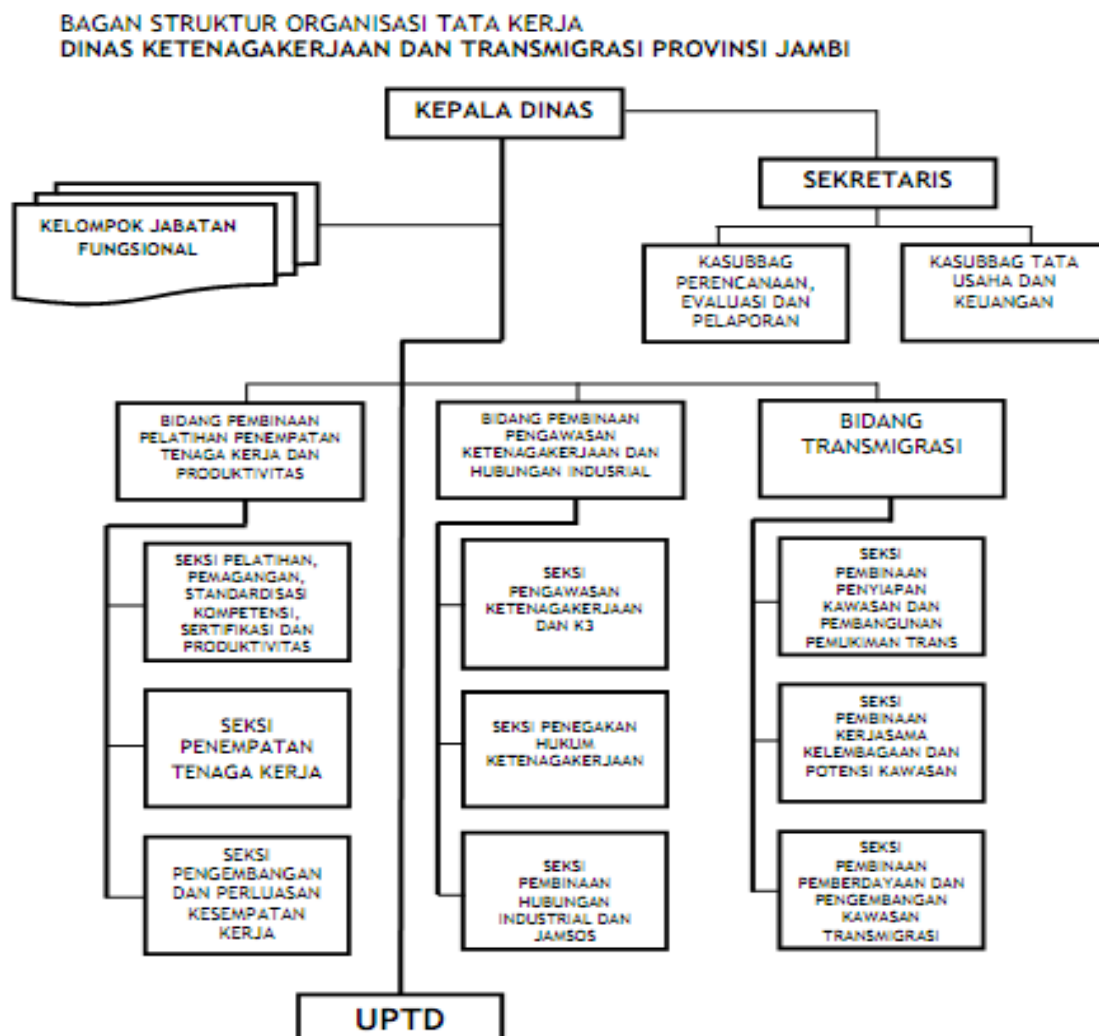 BAGAN STRUKTUR ORGANISASI TATA KERJA
DINAS KETENAGAKERJAAN DAN TRANSMIGRASI PROVINSI JAMBI
KEPALA DINAS
SEKRETARIS
KELOMPOK JABATAN
FUNGSIONAL
KASUBBAG
PERENCANAAN,
EVALUASI DAN
PELAPORAN
KASUBBAG TATA
USAHA DAN
KEUANGAN
BIDANG PEMBINAAN
PELATIHAN PENEMPATAN
TENAGA KERJA DAN
PRODUKTIVITAS
BIDANG PEMBINAAN
PENGAWASAN
KETENAGAKERJAAN DAN
HUBUNGAN INDUSRIAL
BIDANG
TRANSMIGRASI
SEKSI PELATIHAN,
PEMAGANGAN,
STANDARDISASI
KOMPETENSI,
SERTIFIKASI DAN
PRODUKTIVITAS
SEKSI
PENGAWASAN
KETENAGAKERJAAN
DAN K3
SEKSI
PEMBINAAN
PENYIAPAN
KAWASAN DAN
PEMBANGUNAN
PEMUKIMAN TRANS
SEKSI
PENEMPATAN
TENAGA KERJA
SEKSI PENEGAKAN
HUKUM
KETENAGAKERJAAN
SEKSI
PEMBINAAN
KERJASAMA
KELEMBAGAAN DAN
POTENSI KAWASAN
SEKSI
PENGEMBANGAN
DAN PERLUASAN
KESEMPATAN
KERJA
SEKSI
PEMBINAAN
HUBUNGAN
INDUSTRIAL DAN
JAMSOS
SEKSI
PEMBINAAN
PEMBERDAYAAN DAN
PENGEMBANGAN
KAWASAN
TRANSMIGRASI
UPTD